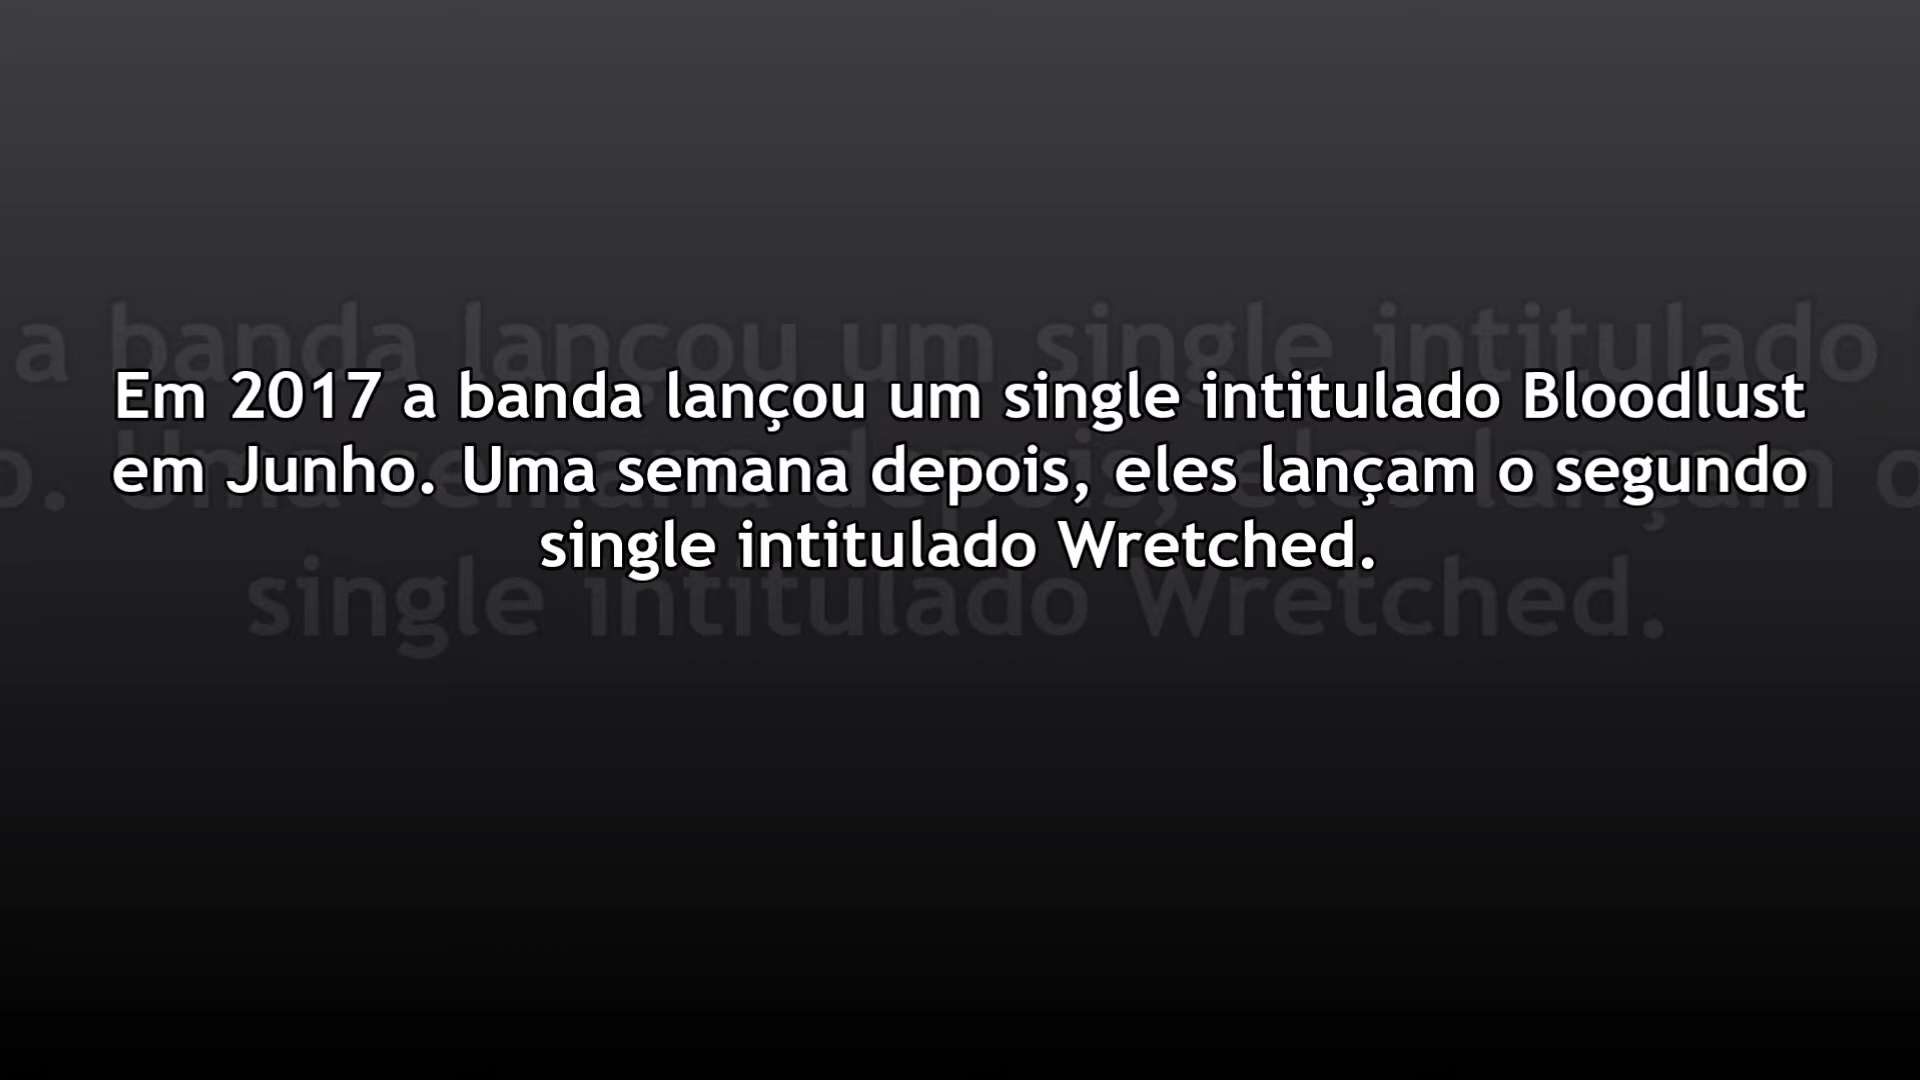 Em 2017 a banda lançou um single intitulado Bloodlust
em Junho. Uma semana depois, eles lançam o segundo
single intitulado Wretched.